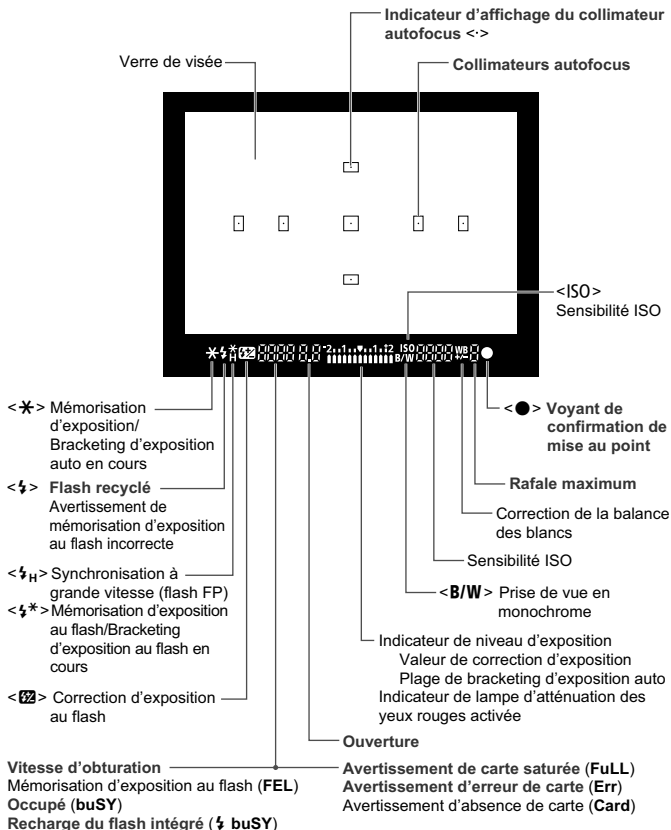 Indicateur d'affichage du collimateur
autofocus <·>
Verre de visée
Collimateurs autofocus
<ISO>
Sensibilité ISO
-2..1..▼..1.:2 ISO WB
H B/W +/-
<✱> Mémorisation
d'exposition/
Bracketing d'exposition
auto en cours
<●> Voyant de
confirmation de
mise au point
<⚡> Flash recyclé
Avertissement de
mémorisation d'exposition
au flash incorrecte
Rafale maximum
Correction de la balance
des blancs
Sensibilité ISO
<⚡H> Synchronisation à
grande vitesse (flash FP)
<B/W> Prise de vue en
monochrome
<⚡✱> Mémorisation d'exposition
au flash/Bracketing
d'exposition au flash en
cours
Indicateur de niveau d'exposition
Valeur de correction d'exposition
Plage de bracketing d'exposition auto
Indicateur de lampe d'atténuation des
yeux rouges activée
<⚡±> Correction d'exposition
au flash
Ouverture
Vitesse d'obturation
Mémorisation d'exposition au flash (FEL)
Occupé (buSY)
Recharge du flash intégré (⚡ buSY)
Avertissement de carte saturée (FuLL)
Avertissement d'erreur de carte (Err)
Avertissement d'absence de carte (Card)